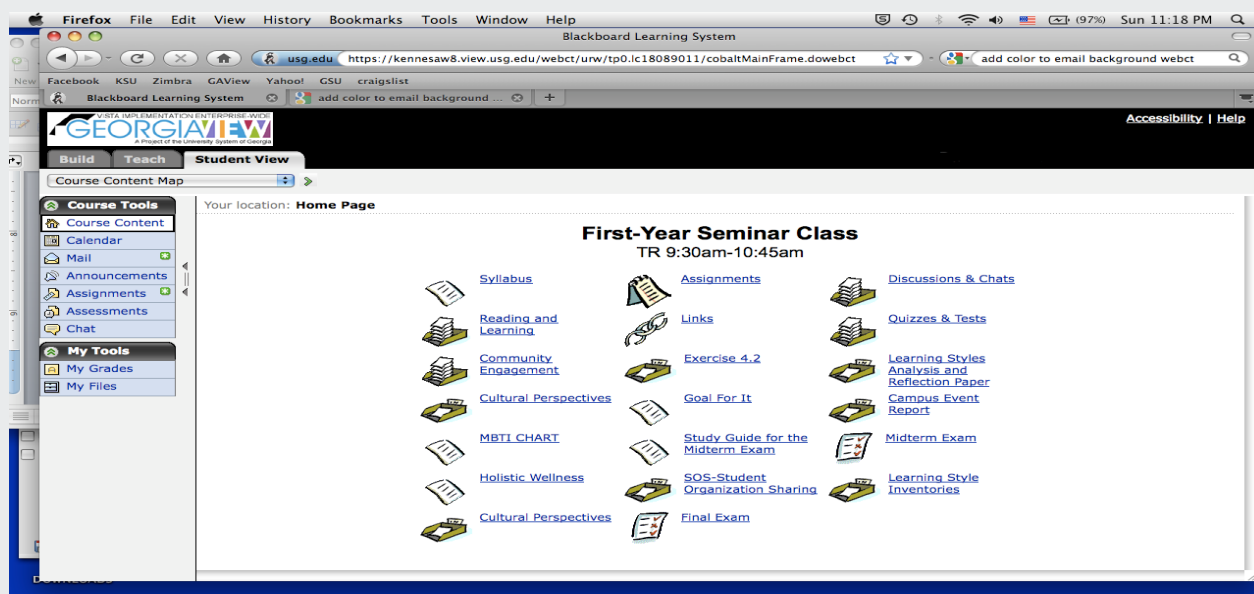 Firefox File Edit View History Bookmarks Tools Window Help (97%) Sun 11:18 PM
Blackboard Learning System
usg.edu https://kennesaw8.view.usg.edu/webct/urw/tp0.lc18089011/cobaltMainFrame.dowebct add color to email background webct
New Facebook KSU Zimbra GAView Yahoo! GSU craigslist
Norm Blackboard Learning System add color to email background ...
VISTA IMPLEMENTATION ENTERPRISE-WIDE
GEORGIAVIEW
A Project of the University System of Georgia
Accessibility | Help
Build Teach Student View
Course Content Map
Course Tools
Course Content
Calendar
Mail
Announcements
Assignments
Assessments
Chat
My Tools
My Grades
My Files
Your location: Home Page
First-Year Seminar Class
TR 9:30am-10:45am
Syllabus
Assignments
Discussions & Chats
Reading and
Learning
Links
Quizzes & Tests
Community
Engagement
Exercise 4.2
Learning Styles
Analysis and
Reflection Paper
Cultural Perspectives
Goal For It
Campus Event
Report
MBTI CHART
Study Guide for the
Midterm Exam
Midterm Exam
Holistic Wellness
SOS-Student
Organization Sharing
Learning Style
Inventories
Cultural Perspectives
Final Exam